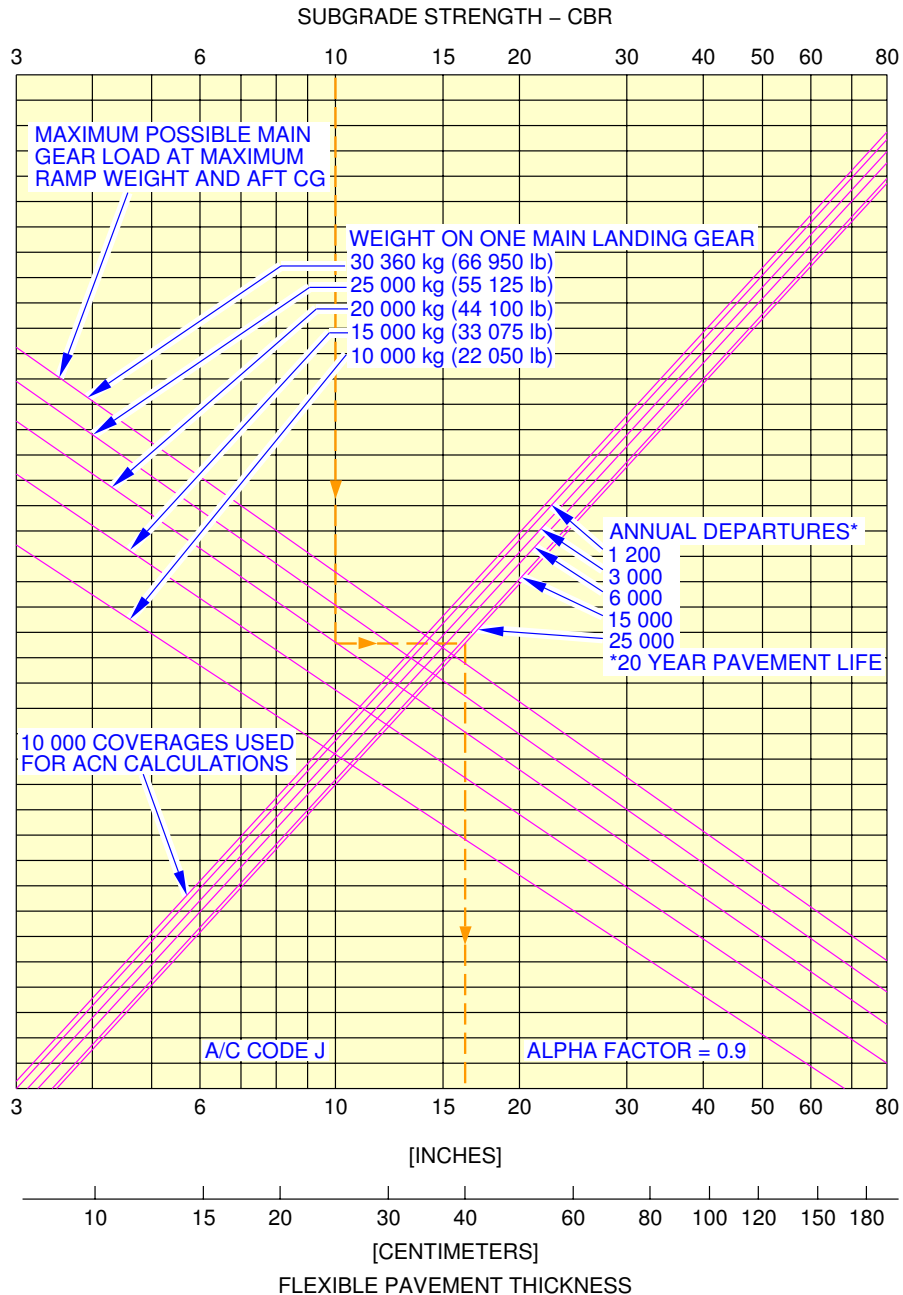 SUBGRADE STRENGTH – CBR
3 6 10 15 20 30 40 50 60 80
MAXIMUM POSSIBLE MAIN
GEAR LOAD AT MAXIMUM
RAMP WEIGHT AND AFT CG
WEIGHT ON ONE MAIN LANDING GEAR
30 360 kg (66 950 lb)
25 000 kg (55 125 lb)
20 000 kg (44 100 lb)
15 000 kg (33 075 lb)
10 000 kg (22 050 lb)
ANNUAL DEPARTURES*
1 200
3 000
6 000
15 000
25 000
*20 YEAR PAVEMENT LIFE
10 000 COVERAGES USED
FOR ACN CALCULATIONS
A/C CODE J
ALPHA FACTOR = 0.9
3 6 10 15 20 30 40 50 60 80
[INCHES]
10 15 20 30 40 60 80 100 120 150 180
[CENTIMETERS]
FLEXIBLE PAVEMENT THICKNESS